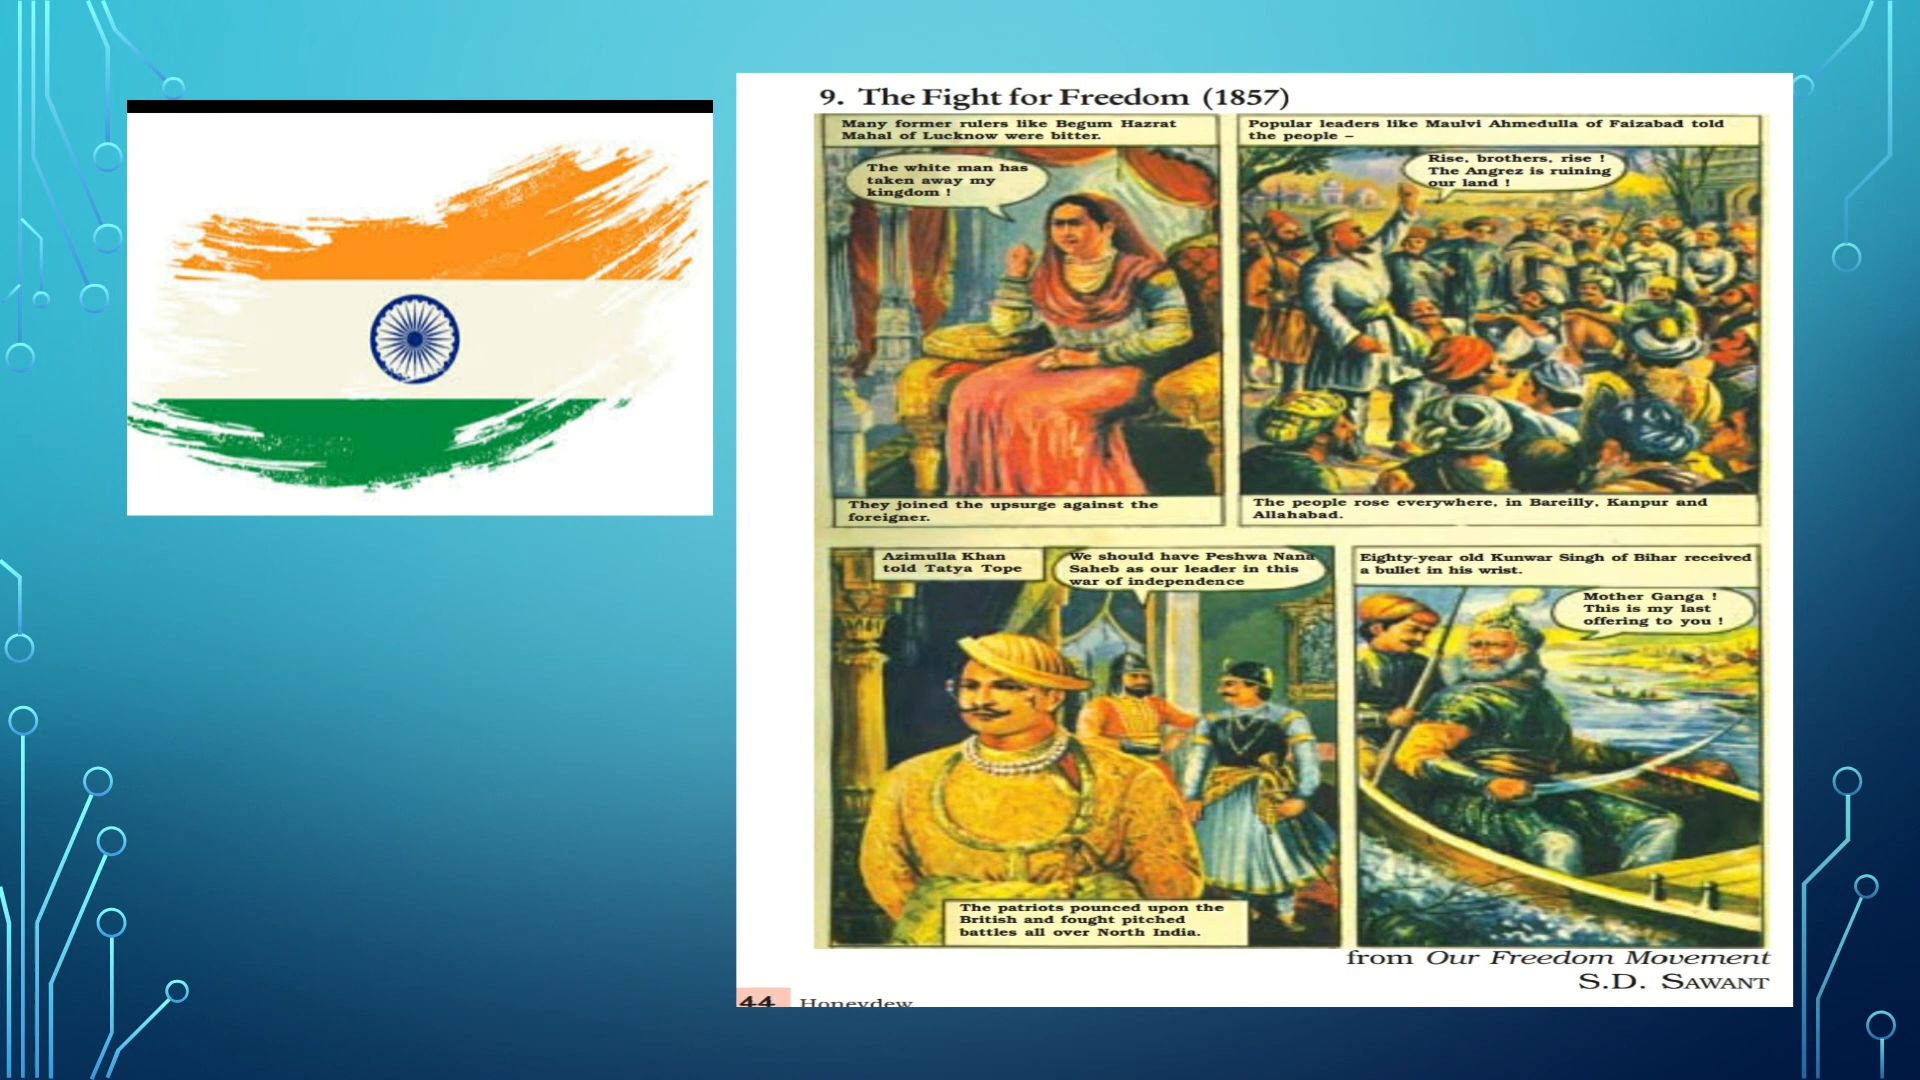 9. The Fight for Freedom (1857)
Many former rulers like Begum Hazrat
Mahal of Lucknow were bitter.
The white man has
taken away my
kingdom !
They joined the upsurge against the
foreigner.
Popular leaders like Maulvi Ahmedulla of Faizabad told
the people –
Rise, brothers, rise !
The Angrez is ruining
our land !
The people rose everywhere, in Bareilly, Kanpur and
Allahabad.
Azimulla Khan
told Tatya Tope
We should have Peshwa Nana
Saheb as our leader in this
war of independence
The patriots pounced upon the
British and fought pitched
battles all over North India.
Eighty-year old Kunwar Singh of Bihar received
a bullet in his wrist.
Mother Ganga !
This is my last
offering to you !
from Our Freedom Movement
S.D. SAWANT
44 Honeydew